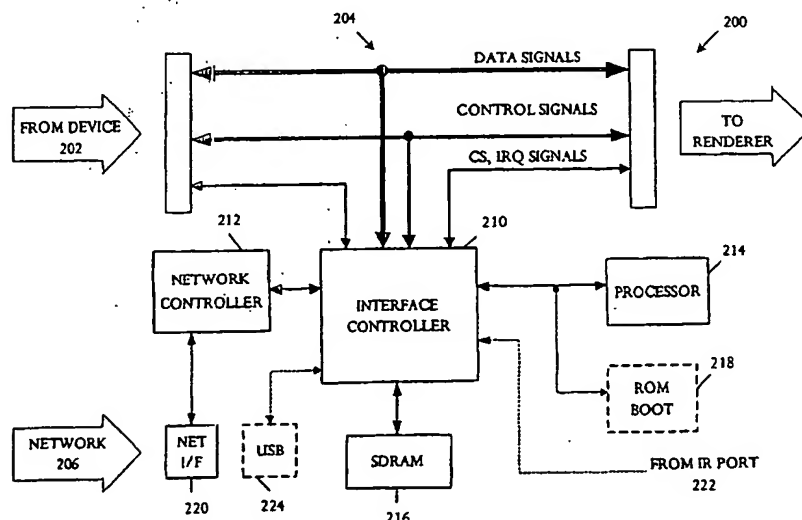 204
200
DATA SIGNALS
CONTROL SIGNALS
CS, IRQ SIGNALS
FROM DEVICE
202
TO
RENDERER
212
210
214
NETWORK
CONTROLLER
INTERFACE
CONTROLLER
PROCESSOR
218
ROM
BOOT
NETWORK
206
NET
I/F
USB
SDRAM
FROM IR PORT
222
220
224
216